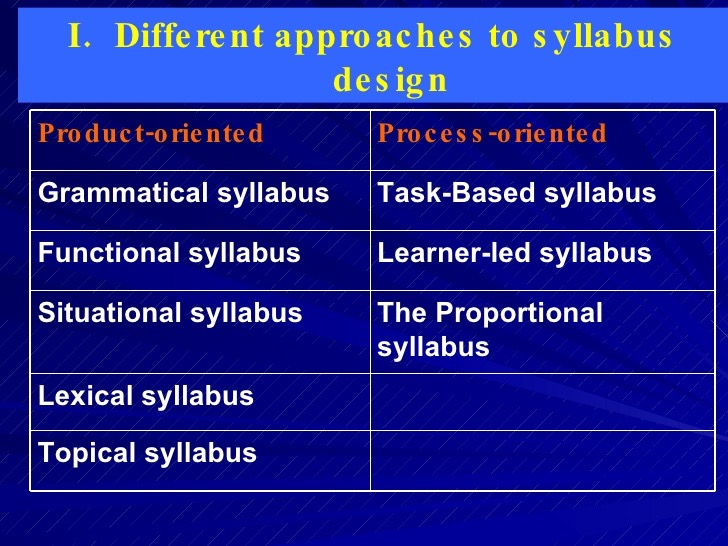 I. Different approaches to syllabus
design
Product-oriented
Process-oriented
Grammatical syllabus
Task-Based syllabus
Functional syllabus
Learner-led syllabus
Situational syllabus
The Proportional
syllabus
Lexical syllabus
Topical syllabus